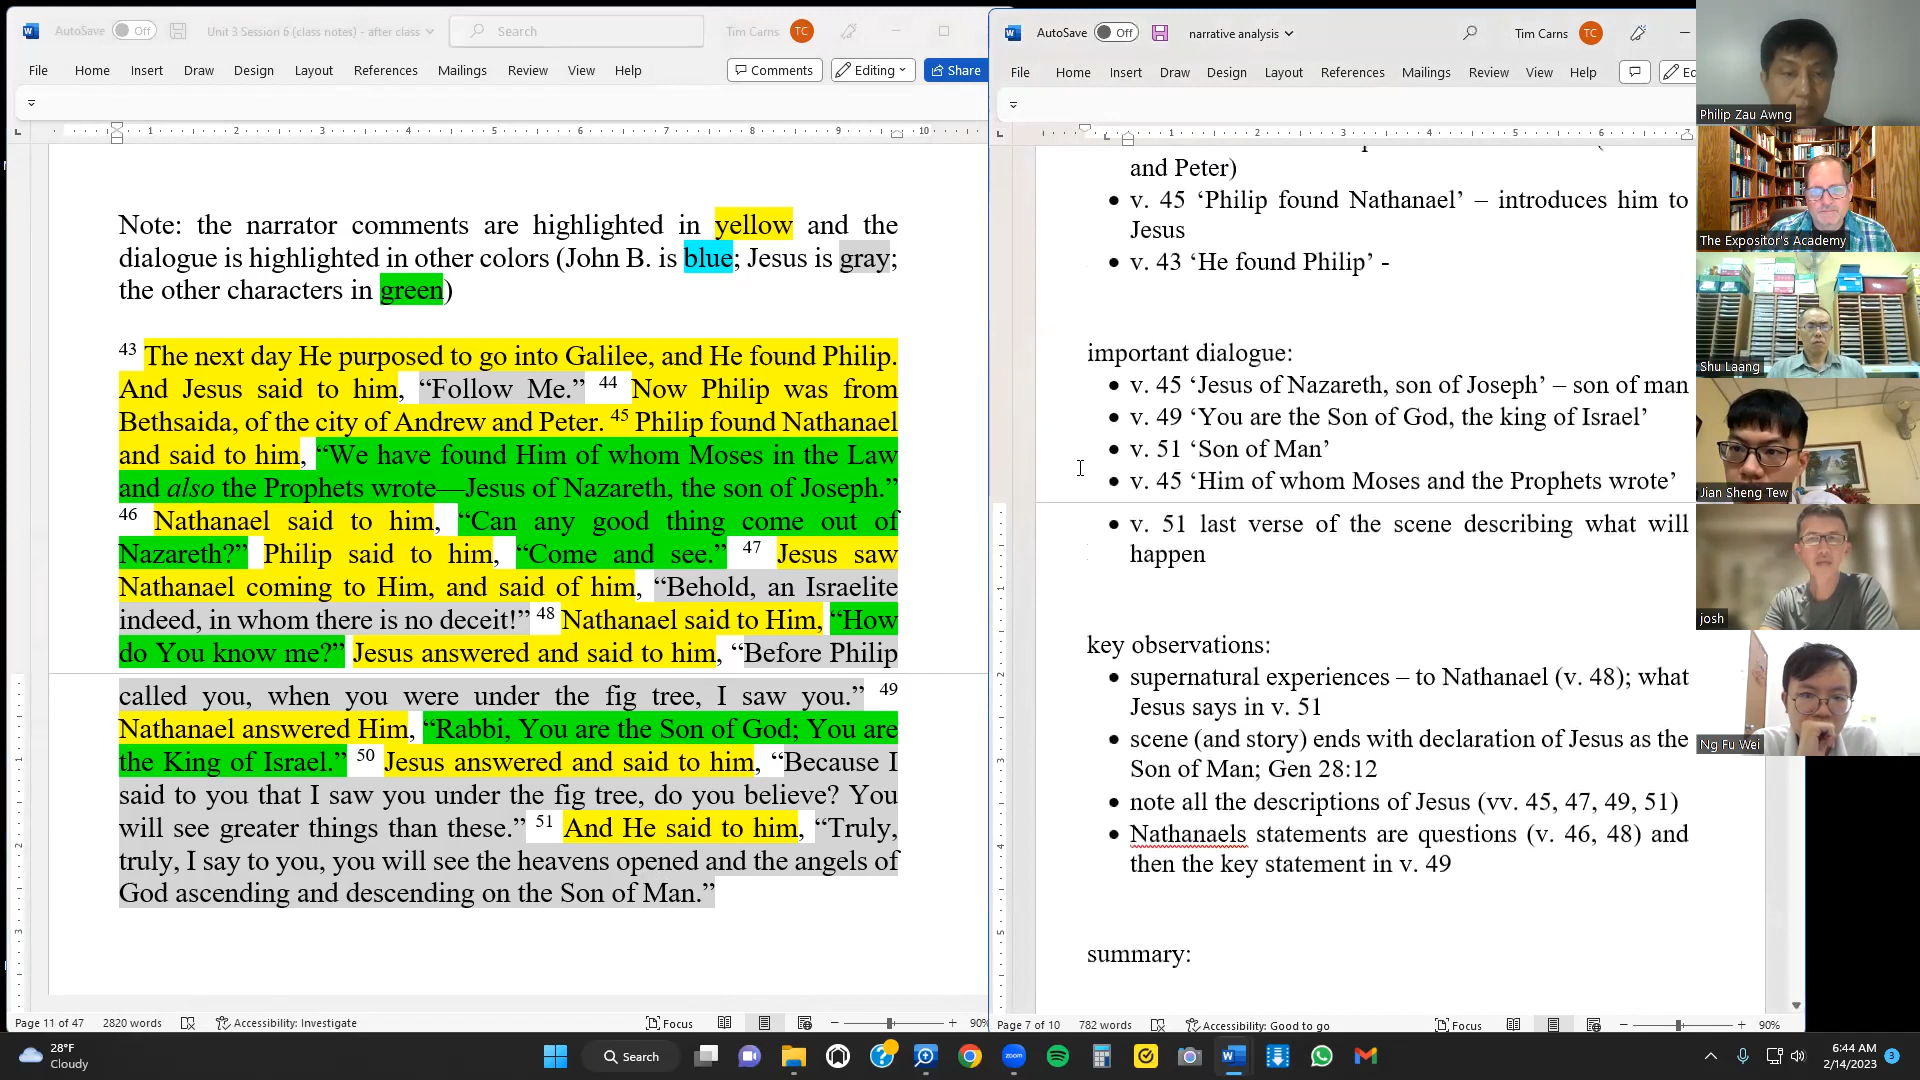 AutoSave Off Unit 3 Session 6 (class notes) - after class Search Tim Carns TC
File Home Insert Draw Design Layout References Mailings Review View Help Comments Editing Share
Note: the narrator comments are highlighted in yellow and the
dialogue is highlighted in other colors (John B. is blue; Jesus is gray;
the other characters in green)
43 The next day He purposed to go into Galilee, and He found Philip.
And Jesus said to him, “Follow Me.” 44 Now Philip was from
Bethsaida, of the city of Andrew and Peter. 45 Philip found Nathanael
and said to him, “We have found Him of whom Moses in the Law
and also the Prophets wrote—Jesus of Nazareth, the son of Joseph.”
46 Nathanael said to him, “Can any good thing come out of
Nazareth?” Philip said to him, “Come and see.” 47 Jesus saw
Nathanael coming to Him, and said of him, “Behold, an Israelite
indeed, in whom there is no deceit!” 48 Nathanael said to Him, “How
do You know me?” Jesus answered and said to him, “Before Philip
called you, when you were under the fig tree, I saw you.” 49
Nathanael answered Him, “Rabbi, You are the Son of God; You are
the King of Israel.” 50 Jesus answered and said to him, “Because I
said to you that I saw you under the fig tree, do you believe? You
will see greater things than these.” 51 And He said to him, “Truly,
truly, I say to you, you will see the heavens opened and the angels of
God ascending and descending on the Son of Man.”
Page 11 of 47 2820 words Accessibility: Investigate Focus 90%
AutoSave Off narrative analysis Tim Carns TC
File Home Insert Draw Design Layout References Mailings Review View Help
and Peter)
• v. 45 ‘Philip found Nathanael’ – introduces him to
Jesus
• v. 43 ‘He found Philip’ -
important dialogue:
• v. 45 ‘Jesus of Nazareth, son of Joseph’ – son of man
• v. 49 ‘You are the Son of God, the king of Israel’
• v. 51 ‘Son of Man’
• v. 45 ‘Him of whom Moses and the Prophets wrote’
• v. 51 last verse of the scene describing what will
happen
key observations:
• supernatural experiences – to Nathanael (v. 48); what
Jesus says in v. 51
• scene (and story) ends with declaration of Jesus as the
Son of Man; Gen 28:12
• note all the descriptions of Jesus (vv. 45, 47, 49, 51)
• Nathanaels statements are questions (v. 46, 48) and
then the key statement in v. 49
summary:
Page 7 of 10 782 words Accessibility: Good to go Focus 90%
Philip Zau Awng
The Expositor's Academy
Shu Laang
Jian Sheng Tew
josh
Ng Fu Wei
28°F
Cloudy
Search
zoom
6:44 AM
2/14/2023
3